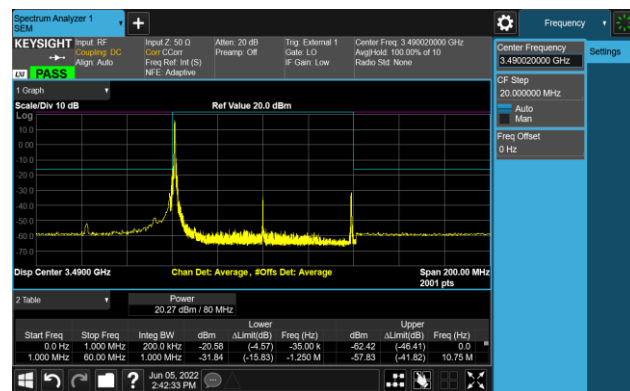 Spectrum Analyzer 1
SEM
Frequency
KEYSIGHT
Input: RF
Coupling: DC
Align: Auto
Input Z: 50 Ω
Corr CCorr
Freq Ref: Int (S)
NFE: Adaptive
Atten: 20 dB
Preamp: Off
Trig: External 1
Gate: LO
IF Gain: Low
Center Freq: 3.490020000 GHz
Avg|Hold: 100.00% of 10
Radio Std: None
LXI PASS
Center Frequency
3.490020000 GHz
Settings
CF Step
20.000000 MHz
Auto
Man
Freq Offset
0 Hz
1 Graph
Scale/Div 10 dB
Ref Value 20.0 dBm
Log
10.0
0.00
-10.0
-20.0
-30.0
-40.0
-50.0
-60.0
-70.0
Disp Center 3.4900 GHz
Chan Det: Average , #Offs Det: Average
Span 200.00 MHz
2001 pts
2 Table
Power
20.27 dBm / 80 MHz
Lower Upper
Start Freq Stop Freq Integ BW dBm ΔLimit(dB) Freq (Hz) dBm ΔLimit(dB) Freq (Hz)
0.0 Hz 1.000 MHz 200.0 kHz -20.58 (-4.57) -35.00 k -62.42 (-46.41) 0.0
1.000 MHz 60.00 MHz 1.000 MHz -31.84 (-15.83) -1.250 M -57.83 (-41.82) 10.75 M
?
Jun 05, 2022
2:42:33 PM